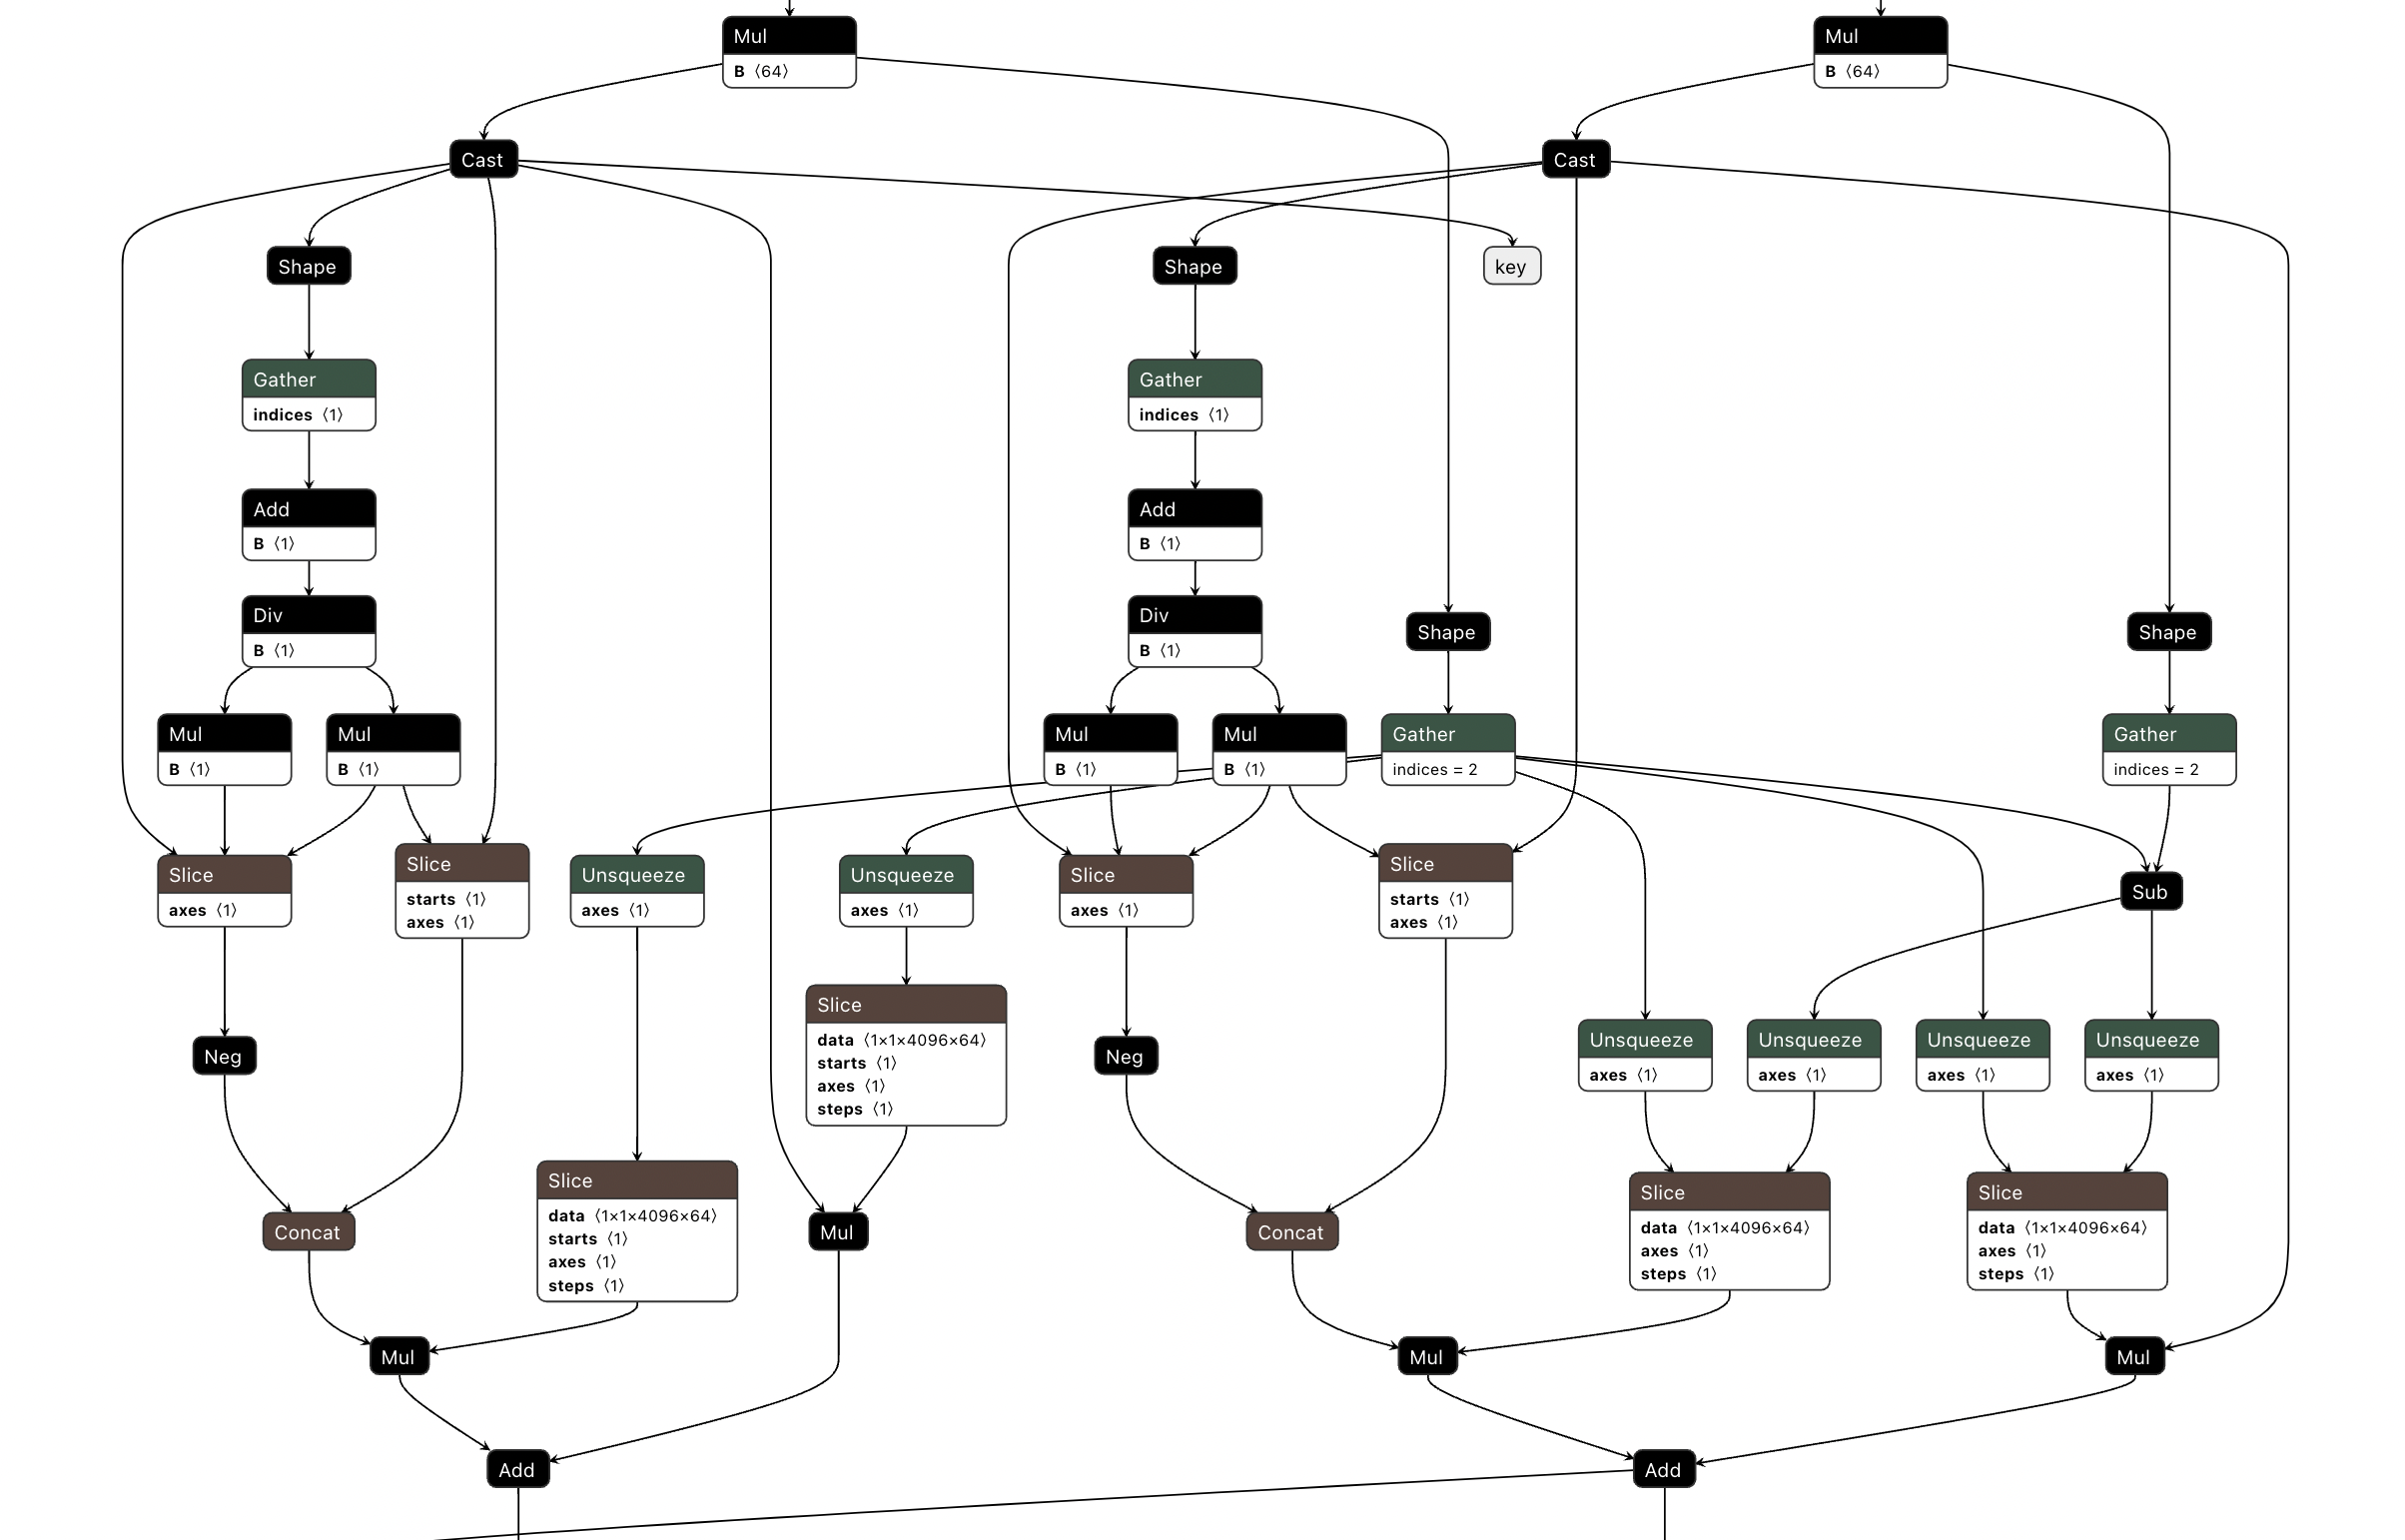 Mul
B ⟨64⟩
Mul
B ⟨64⟩
Cast
Cast
Shape
Shape
key
Gather
indices ⟨1⟩
Gather
indices ⟨1⟩
Add
B ⟨1⟩
Add
B ⟨1⟩
Div
B ⟨1⟩
Div
B ⟨1⟩
Shape
Shape
Mul
B ⟨1⟩
Mul
B ⟨1⟩
Mul
B ⟨1⟩
Mul
B ⟨1⟩
Gather
indices = 2
Gather
indices = 2
Slice
axes ⟨1⟩
Slice
starts ⟨1⟩
axes ⟨1⟩
Unsqueeze
axes ⟨1⟩
Unsqueeze
axes ⟨1⟩
Slice
axes ⟨1⟩
Slice
starts ⟨1⟩
axes ⟨1⟩
Sub
Neg
Slice
data ⟨1×1×4096×64⟩
starts ⟨1⟩
axes ⟨1⟩
steps ⟨1⟩
Neg
Unsqueeze
axes ⟨1⟩
Unsqueeze
axes ⟨1⟩
Unsqueeze
axes ⟨1⟩
Unsqueeze
axes ⟨1⟩
Concat
Slice
data ⟨1×1×4096×64⟩
starts ⟨1⟩
axes ⟨1⟩
steps ⟨1⟩
Mul
Concat
Slice
data ⟨1×1×4096×64⟩
axes ⟨1⟩
steps ⟨1⟩
Slice
data ⟨1×1×4096×64⟩
axes ⟨1⟩
steps ⟨1⟩
Mul
Mul
Mul
Add
Add